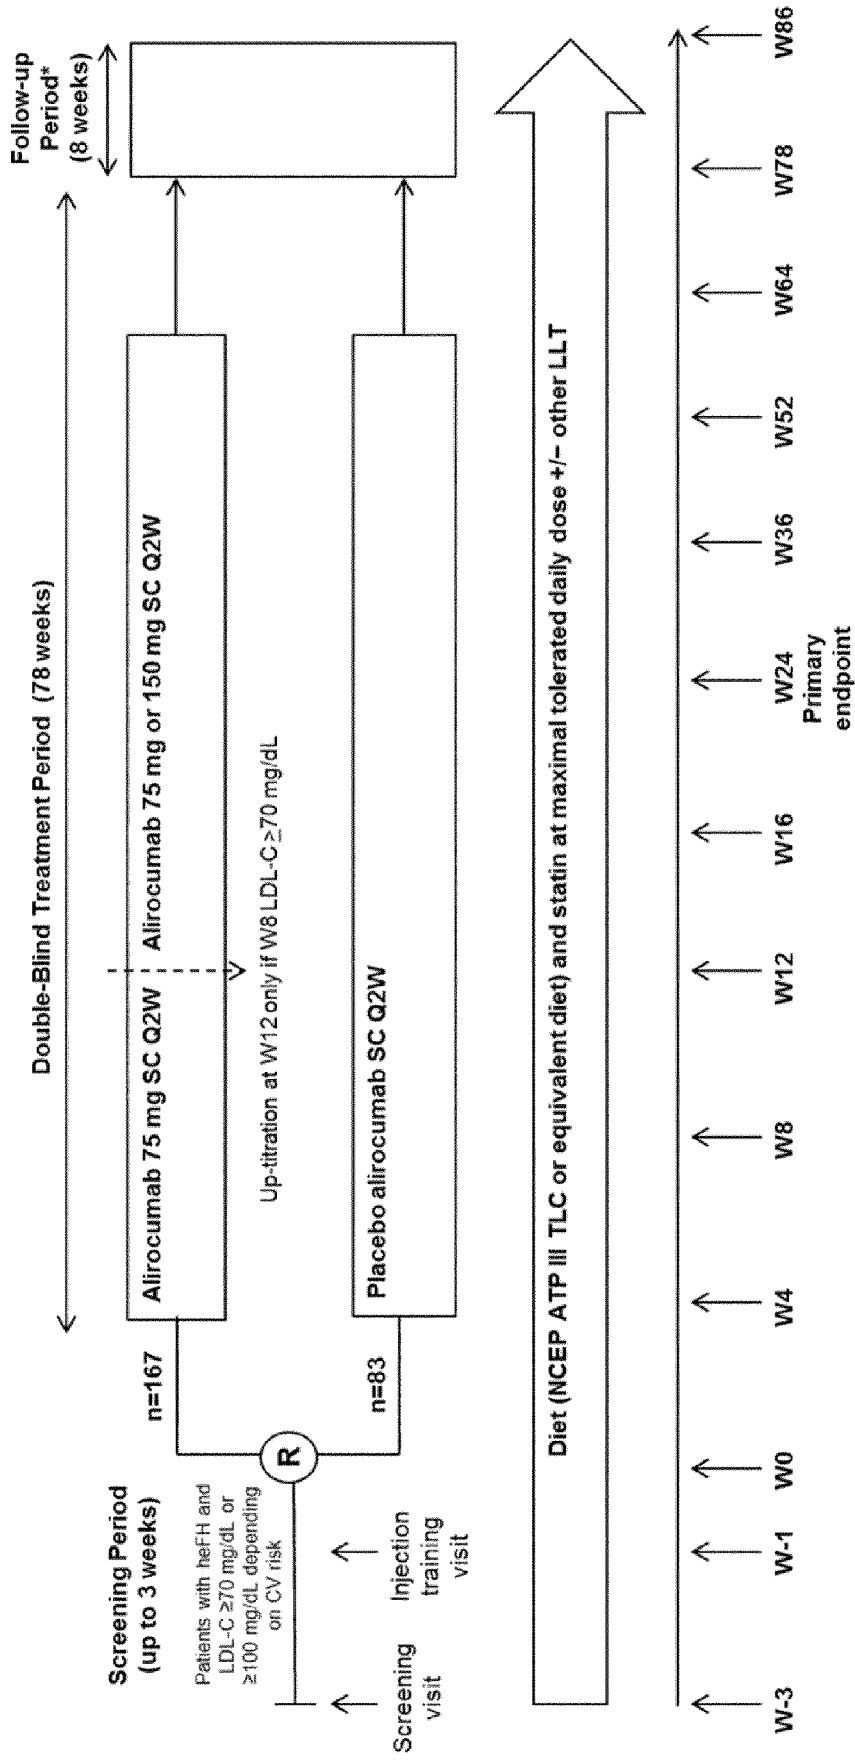 Double-Blind Treatment Period (78 weeks)
Follow-up
Period*
(8 weeks)
Screening Period
(up to 3 weeks)
Patients with heFH and
LDL-C ≥70 mg/dL or
≥100 mg/dL depending
on CV risk
R
n=167
n=83
Alirocumab 75 mg SC Q2W
Alirocumab 75 mg or 150 mg SC Q2W
Up-titration at W12 only if W8 LDL-C ≥70 mg/dL
Placebo alirocumab SC Q2W
Screening
visit
Injection
training
visit
Diet (NCEP ATP III TLC or equivalent diet) and statin at maximal tolerated daily dose +/− other LLT
W-3
W-1
W0
W4
W8
W12
W16
W24
W36
W52
W64
W78
W86
Primary
endpoint